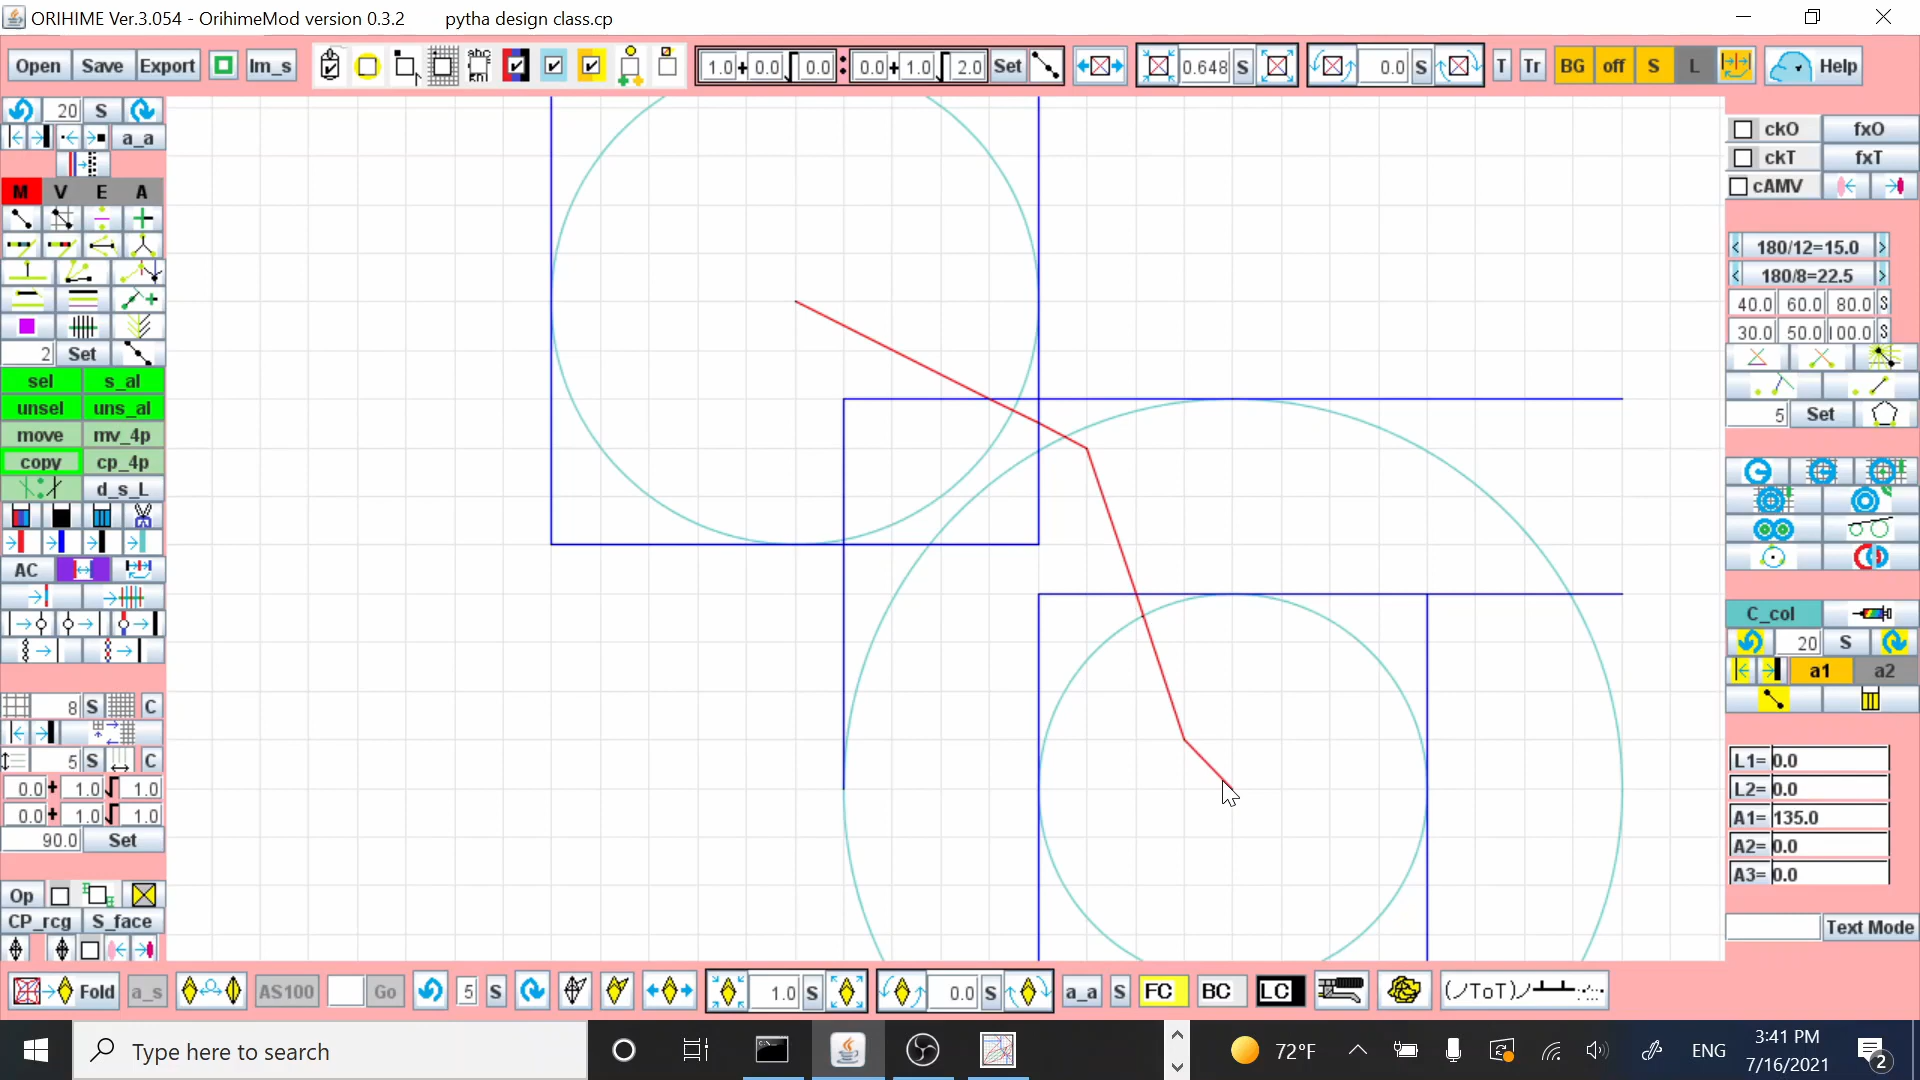 ORIHIME Ver.3.054 - OrihimeMod version 0.3.2 pytha design class.cp
Open Save Export Im_s 1.0 0.0 0.0 : 0.0 1.0 2.0 Set 0.648 S 0.0 S T Tr BG off S L Help
20 S
a_a
M V E A
2 Set
sel s_al
unsel uns_al
move mv_4p
copy cp_4p
d_s_L
AC
8 S C
5 S C
0.0 1.0 1.0
0.0 1.0 1.0
90.0 Set
Op
CP_rcg S_face
ckO fxO
ckT fxT
cAMV
< 180/12=15.0 >
< 180/8=22.5 >
40.0 60.0 80.0 S
30.0 50.0 100.0 S
5 Set
C_col
20 S
a1 a2
L1= 0.0
L2= 0.0
A1= 135.0
A2= 0.0
A3= 0.0
Text Mode
Fold a_s AS100 Go 5 S 1.0 S 0.0 S a_a S FC BC LC
Type here to search
72°F ENG
3:41 PM
7/16/2021
2